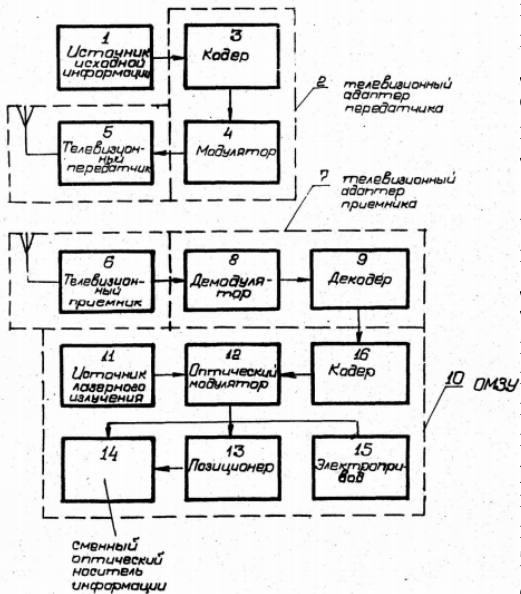 1
Источник
исходной
информации
3
Кодер
2 телевизионный
адаптер
передатчика
5
Телевизион-
ный
передатчик
4
Модулятор
7 телевизионный
адаптер
приемника
6
Телевизион-
ный
приемник
8
Демодуля-
тор
9
Декодер
11
Источник
лазерного
излучения
12
Оптический
модулятор
16
Кодер
10 ОМЗУ
14
13
Позиционер
15
Электропри-
вод
сменный
оптический
носитель
информации